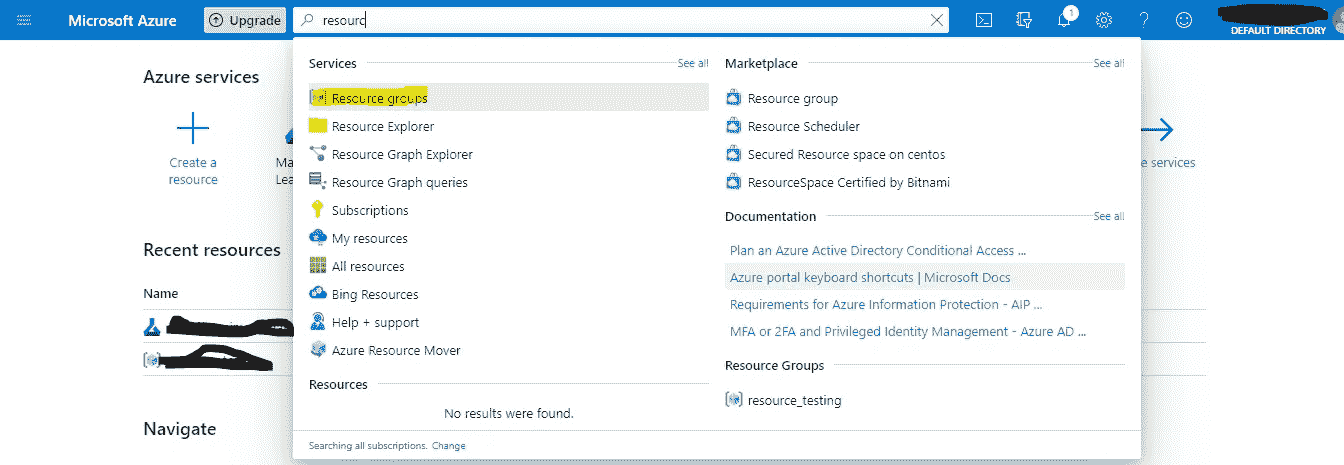 Microsoft Azure
Upgrade
resourc
1
DEFAULT DIRECTORY
Azure services
Create a
resource
Ma
Lea
e services
Recent resources
Name
Navigate
Services
See all
Resource groups
Resource Explorer
Resource Graph Explorer
Resource Graph queries
Subscriptions
My resources
All resources
Bing Resources
Help + support
Azure Resource Mover
Resources
No results were found.
Searching all subscriptions. Change
Marketplace
See all
Resource group
Resource Scheduler
Secured Resource space on centos
ResourceSpace Certified by Bitnami
Documentation
See all
Plan an Azure Active Directory Conditional Access ...
Azure portal keyboard shortcuts | Microsoft Docs
Requirements for Azure Information Protection - AIP ...
MFA or 2FA and Privileged Identity Management - Azure AD ...
Resource Groups
resource_testing